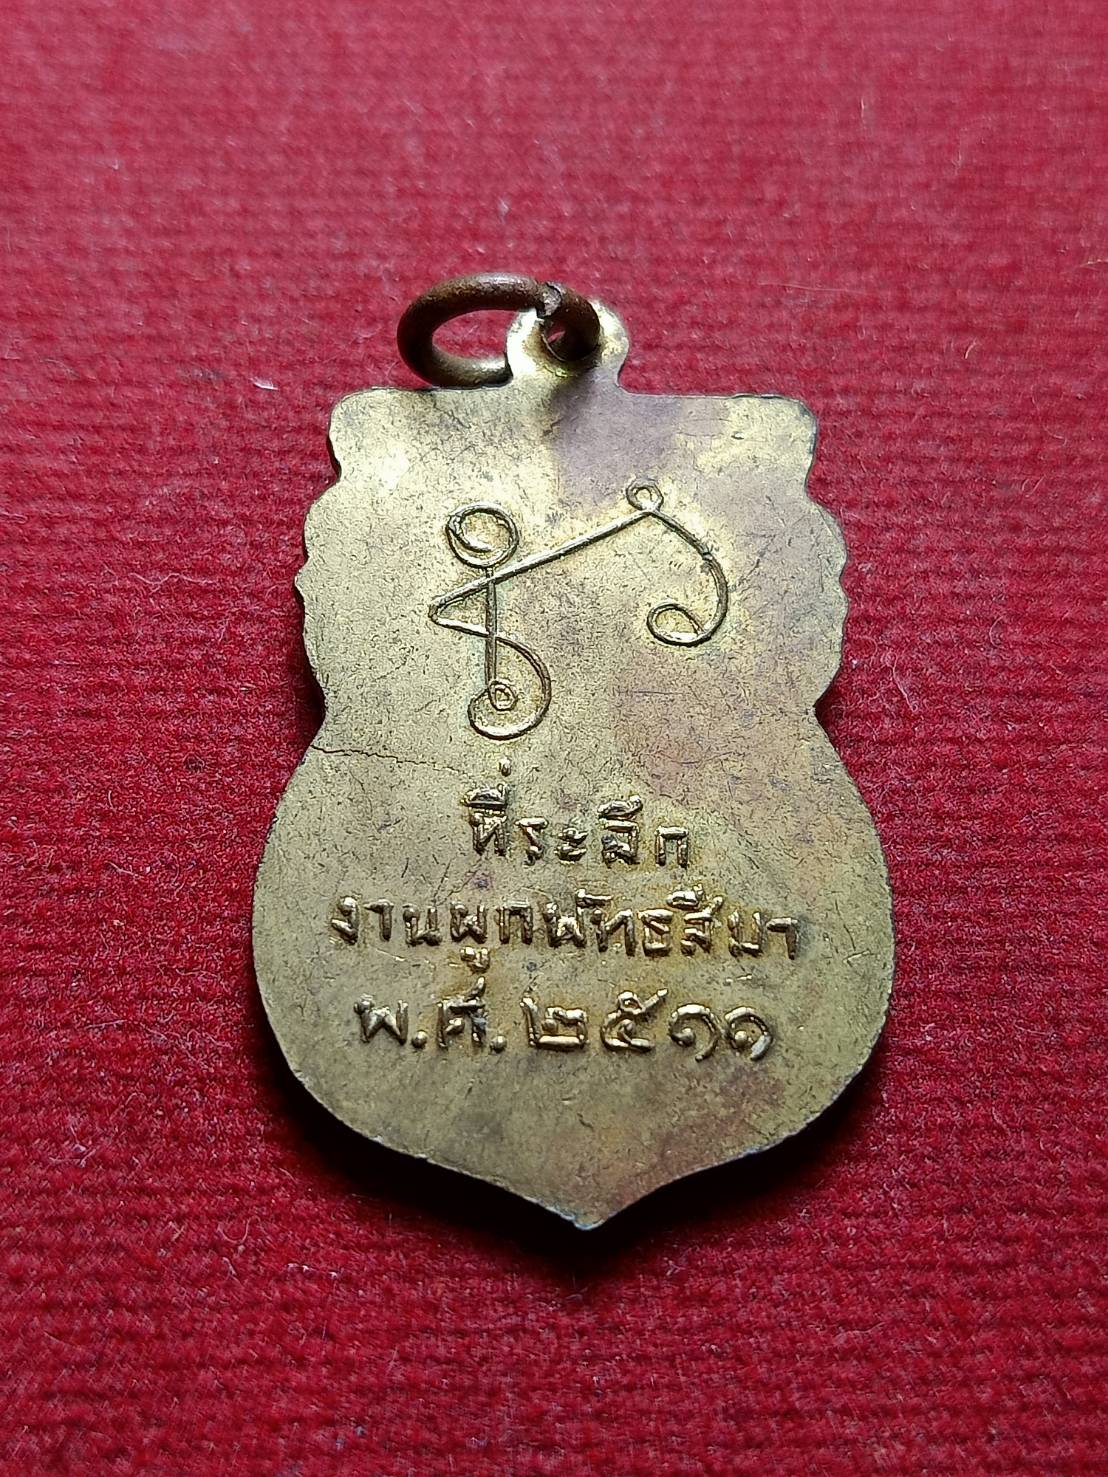 ที่ระลึก
งานผูกพัทธสีมา
พ.ศ. ๒๕๑๑